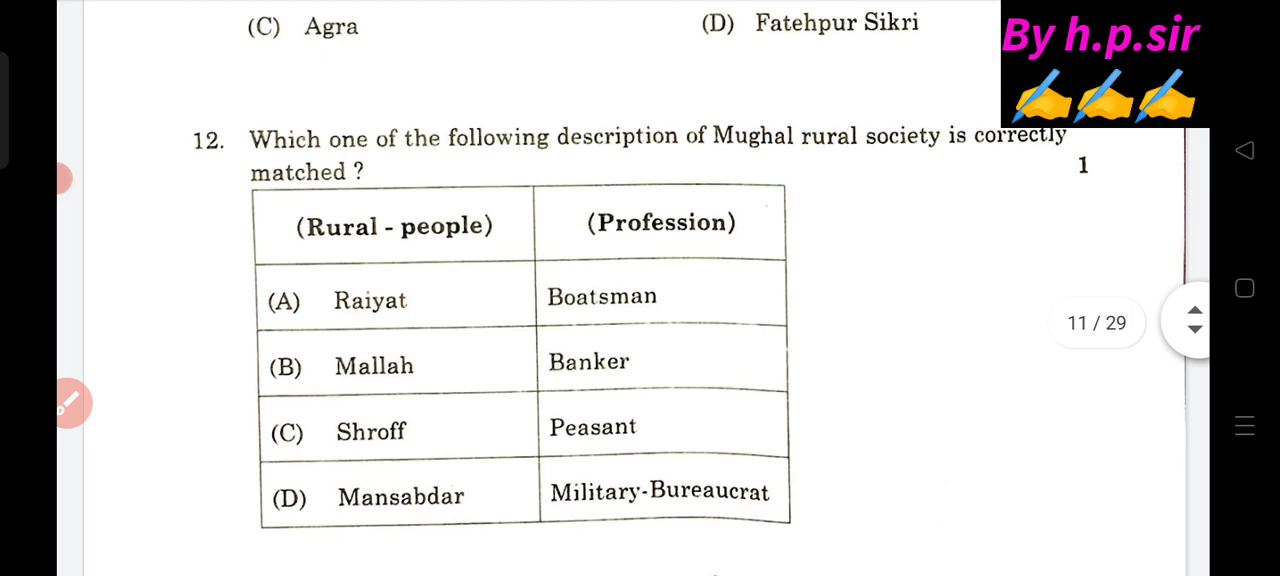 (C) Agra
(D) Fatehpur Sikri
By h.p.sir
12. Which one of the following description of Mughal rural society is correctly
matched ?
1
(Rural - people) (Profession)
(A) Raiyat Boatsman
(B) Mallah Banker
(C) Shroff Peasant
(D) Mansabdar Military-Bureaucrat
11 / 29